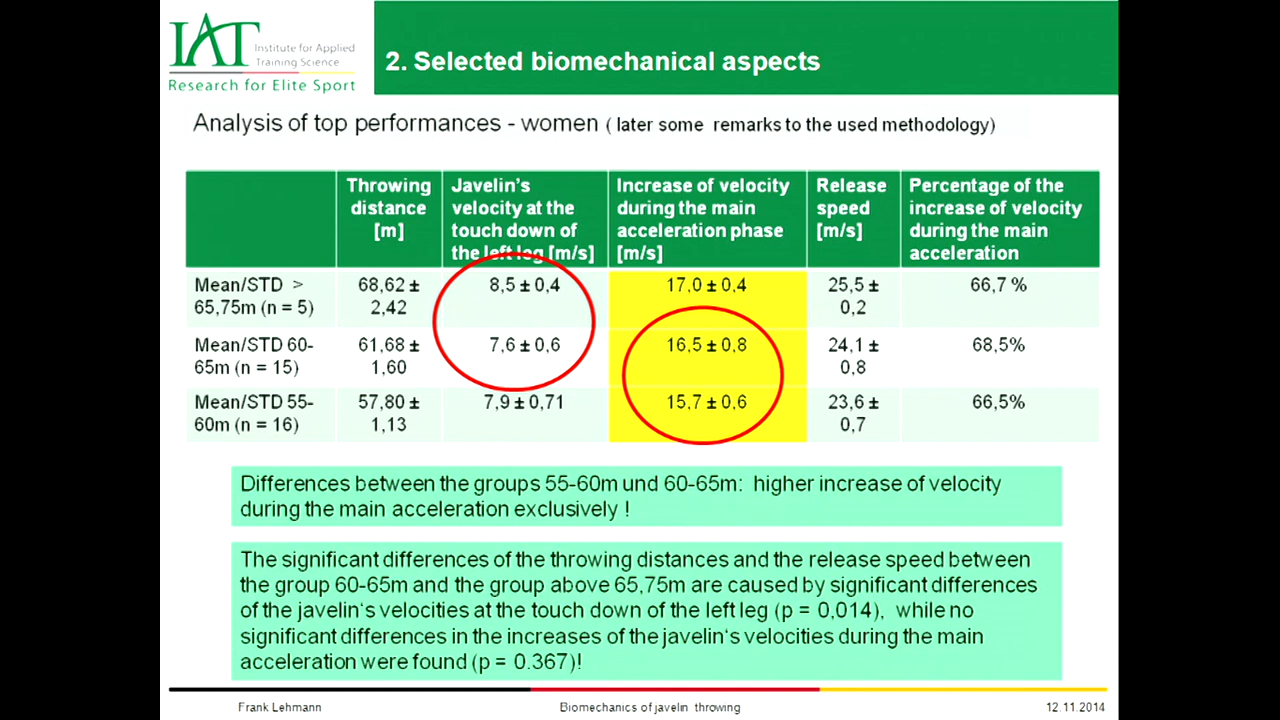 IAT Institute for Applied
Training Science
Research for Elite Sport
2. Selected biomechanical aspects
Analysis of top performances - women ( later some remarks to the used methodology)
Throwing distance [m]
Javelin's velocity at the touch down of the left leg [m/s]
Increase of velocity during the main acceleration phase [m/s]
Release speed [m/s]
Percentage of the increase of velocity during the main acceleration
Mean/STD > 65,75m (n = 5) 68,62 ± 2,42 8,5 ± 0,4 17,0 ± 0,4 25,5 ± 0,2 66,7 %
Mean/STD 60-65m (n = 15) 61,68 ± 1,60 7,6 ± 0,6 16,5 ± 0,8 24,1 ± 0,8 68,5%
Mean/STD 55-60m (n = 16) 57,80 ± 1,13 7,9 ± 0,71 15,7 ± 0,6 23,6 ± 0,7 66,5%
Differences between the groups 55-60m und 60-65m: higher increase of velocity
during the main acceleration exclusively !
The significant differences of the throwing distances and the release speed between
the group 60-65m and the group above 65,75m are caused by significant differences
of the javelin's velocities at the touch down of the left leg (p = 0,014), while no
significant differences in the increases of the javelin's velocities during the main
acceleration were found (p = 0.367)!
Frank Lehmann
Biomechanics of javelin throwing
12.11.2014